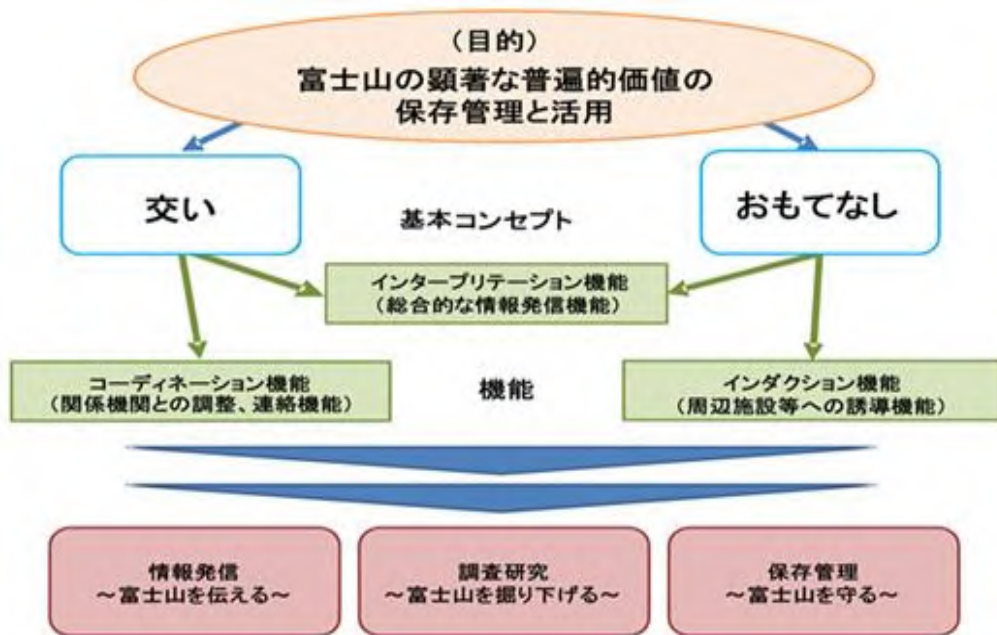 （目的）
富士山の顕著な普遍的価値の
保存管理と活用
交い
おもてなし
基本コンセプト
インタープリテーション機能
（総合的な情報発信機能）
コーディネーション機能
（関係機関との調整、連絡機能）
機能
インダクション機能
（周辺施設等への誘導機能）
情報発信
～富士山を伝える～
調査研究
～富士山を掘り下げる～
保存管理
～富士山を守る～